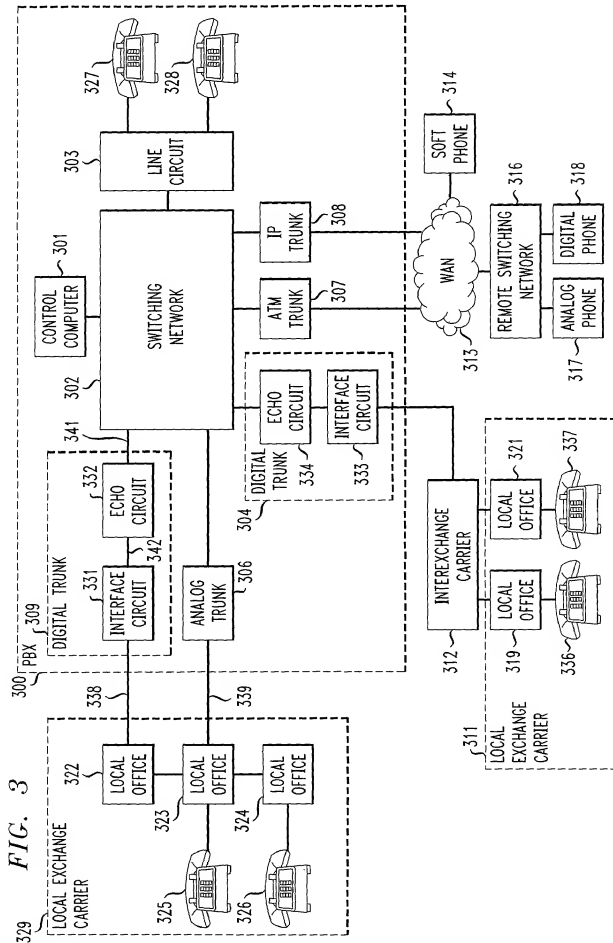 FIG. 3
329
LOCAL EXCHANGE
CARRIER
322
LOCAL
OFFICE
323
LOCAL
OFFICE
324
LOCAL
OFFICE
325
326
338
339
300
PBX
309
DIGITAL TRUNK
331
INTERFACE
CIRCUIT
342
332
ECHO
CIRCUIT
341
306
ANALOG
TRUNK
302
301
CONTROL
COMPUTER
SWITCHING
NETWORK
303
LINE
CIRCUIT
327
328
304
DIGITAL
TRUNK
ECHO
CIRCUIT
334
INTERFACE
CIRCUIT
333
ATM
TRUNK
307
IP
TRUNK
308
313
WAN
314
SOFT
PHONE
316
REMOTE SWITCHING
NETWORK
317
ANALOG
PHONE
318
DIGITAL
PHONE
312
INTEREXCHANGE
CARRIER
311
LOCAL
EXCHANGE
CARRIER
319
LOCAL
OFFICE
321
LOCAL
OFFICE
336
337